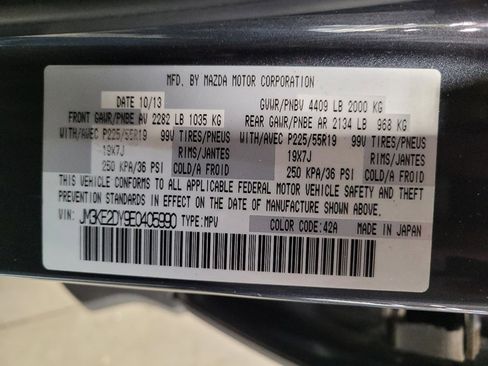 MFD. BY MAZDA MOTOR CORPORATION
DATE 10/13 GVWR/PNBV 4409 LB 2000 KG
FRONT GAWR/PNBE AV 2282 LB 1035 KG REAR GAWR/PNBE AR 2134 LB 968 KG
WITH/AVEC P225/55R19 99V TIRES/PNEUS WITH/AVEC P225/55R19 99V TIRES/PNEUS
19X7J RIMS/JANTES 19X7J RIMS/JANTES
250 KPA/36 PSI COLD/A FROID 250 KPA/36 PSI COLD/A FROID
THIS VEHICLE CONFORMS TO ALL APPLICABLE FEDERAL MOTOR VEHICLE SAFETY AND THEFT
PREVENTION STANDARDS IN EFFECT ON THE DATE OF MANUFACTURE SHOWN ABOVE.
VIN: JM3KE2DY9E0405990 TYPE: MPV COLOR CODE: 42A MADE IN JAPAN